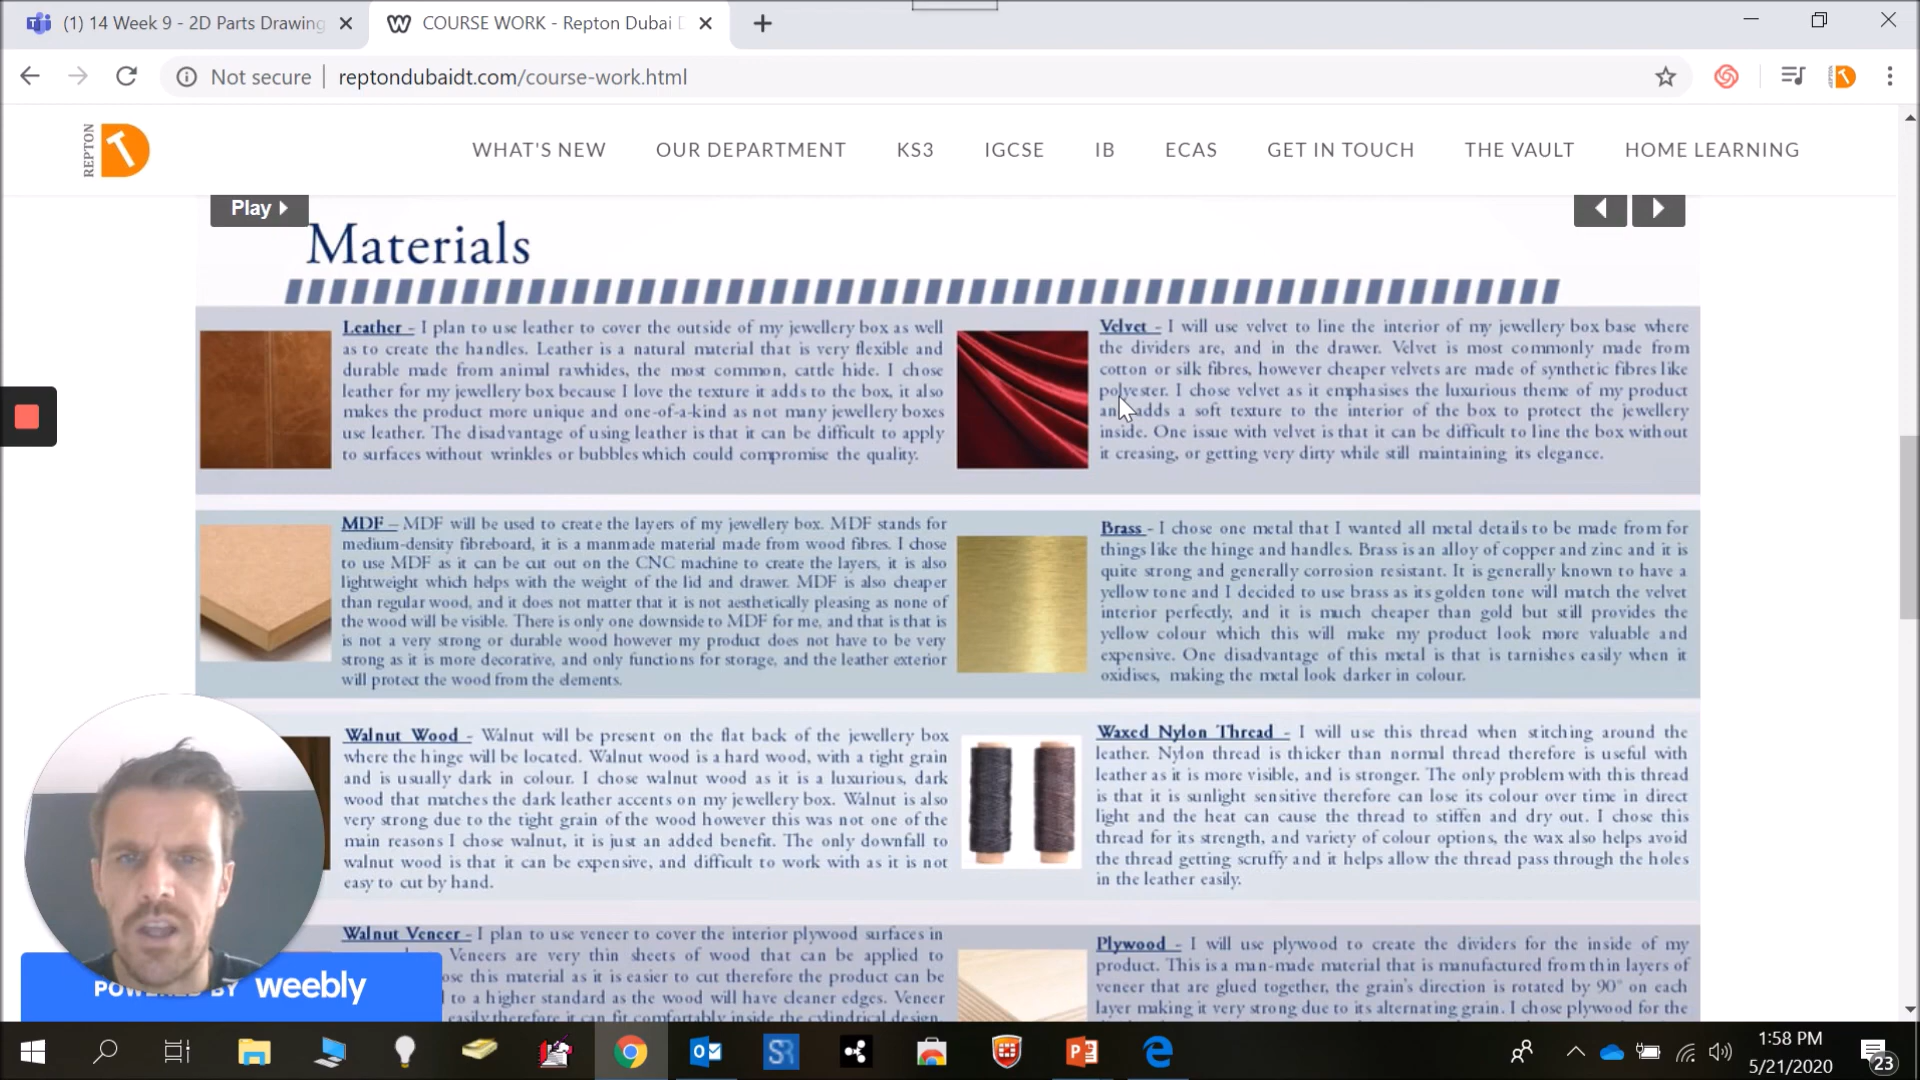 (1) 14 Week 9 - 2D Parts Drawing
COURSE WORK - Repton Dubai D
Not secure
reptondubaidt.com/course-work.html
REPTON
WHAT'S NEW
OUR DEPARTMENT
KS3
IGCSE
IB
ECAS
GET IN TOUCH
THE VAULT
HOME LEARNING
Play
Materials
Leather - I plan to use leather to cover the outside of my jewellery box as well
as to create the handles. Leather is a natural material that is very flexible and
durable made from animal rawhides, the most common, cattle hide. I chose
leather for my jewellery box because I love the texture it adds to the box, it also
makes the product more unique and one-of-a-kind as not many jewellery boxes
use leather. The disadvantage of using leather is that it can be difficult to apply
to surfaces without wrinkles or bubbles which could compromise the quality.
Velvet - I will use velvet to line the interior of my jewellery box base where
the dividers are, and in the drawer. Velvet is most commonly made from
cotton or silk fibres, however cheaper velvets are made of synthetic fibres like
polyester. I chose velvet as it emphasises the luxurious theme of my product
adds a soft texture to the interior of the box to protect the jewellery
inside. One issue with velvet is that it can be difficult to line the box without
it creasing, or getting very dirty while still maintaining its elegance.
MDF – MDF will be used to create the layers of my jewellery box. MDF stands for
medium-density fibreboard, it is a manmade material made from wood fibres. I chose
to use MDF as it can be cut out on the CNC machine to create the layers, it is also
lightweight which helps with the weight of the lid and drawer. MDF is also cheaper
than regular wood, and it does not matter that it is not aesthetically pleasing as none of
the wood will be visible. There is only one downside to MDF for me, and that is that is
is not a very strong or durable wood however my product does not have to be very
strong as it is more decorative, and only functions for storage, and the leather exterior
will protect the wood from the elements.
Brass - I chose one metal that I wanted all metal details to be made from for
things like the hinge and handles. Brass is an alloy of copper and zinc and it is
quite strong and generally corrosion resistant. It is generally known to have a
yellow tone and I decided to use brass as its golden tone will match the velvet
interior perfectly, and it is much cheaper than gold but still provides the
yellow colour which this will make my product look more valuable and
expensive. One disadvantage of this metal is that is tarnishes easily when it
oxidises, making the metal look darker in colour.
Walnut Wood - Walnut will be present on the flat back of the jewellery box
where the hinge will be located. Walnut wood is a hard wood, with a tight grain
and is usually dark in colour. I chose walnut wood as it is a luxurious, dark
wood that matches the dark leather accents on my jewellery box. Walnut is also
very strong due to the tight grain of the wood however this was not one of the
main reasons I chose walnut, it is just an added benefit. The only downfall to
walnut wood is that it can be expensive, and difficult to work with as it is not
easy to cut by hand.
Waxed Nylon Thread - I will use this thread when stitching around the
leather. Nylon thread is thicker than normal thread therefore is useful with
leather as it is more visible, and is stronger. The only problem with this thread
is that it is sunlight sensitive therefore can lose its colour over time in direct
light and the heat can cause the thread to stiffen and dry out. I chose this
thread for its strength, and variety of colour options, the wax also helps avoid
the thread getting scruffy and it helps allow the thread pass through the holes
in the leather easily.
Walnut Veneer - I plan to use veneer to cover the interior plywood surfaces in
Veneers are very thin sheets of wood that can be applied to
this material as it is easier to cut therefore the product can be
to a higher standard as the wood will have cleaner edges. Veneer
easily therefore it can fit comfortably inside the cylindrical design.
Plywood - I will use plywood to create the dividers for the inside of my
product. This is a man-made material that is manufactured from thin layers of
veneer that are glued together, the grain's direction is rotated by 90° on each
layer making it very strong due to its alternating grain. I chose plywood for the
POWERED BY weebly
1:58 PM
5/21/2020
23